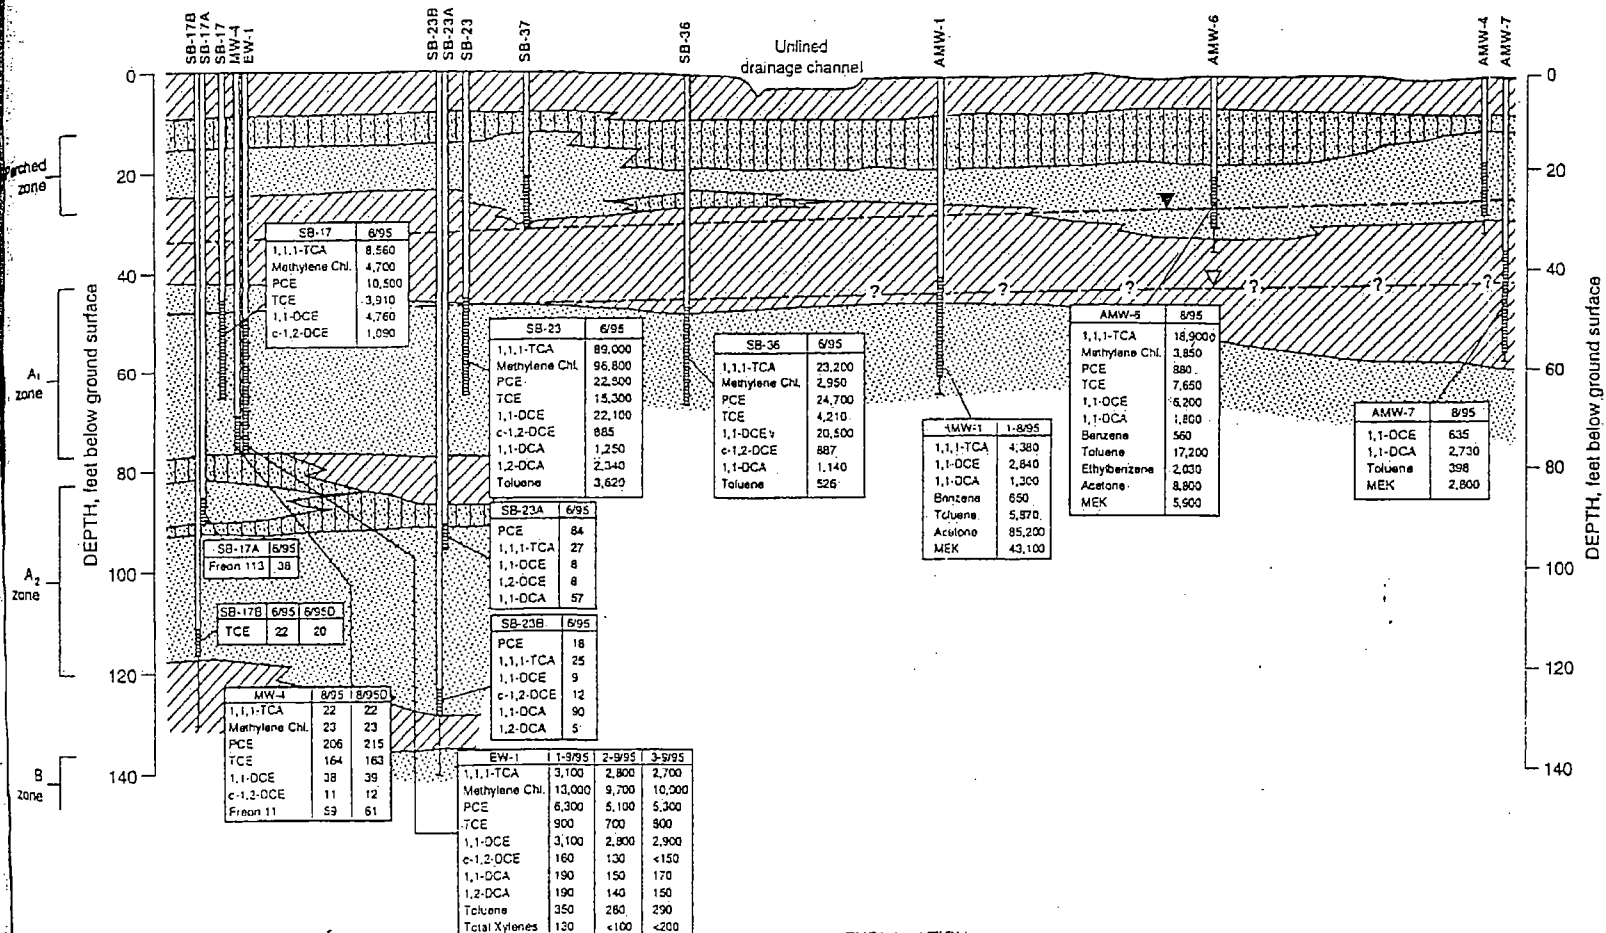 SB-17B
SB-17A
SB-17
MW-4
EW-1
SB-23B
SB-23A
SB-23
SB-37
SB-36
Unlined
drainage channel
AMW-1
AMW-6
AMW-4
AMW-7
0
20
40
60
80
100
120
140
DEPTH, feet below ground surface
zone
A1
zone
A2
zone
B
zone
0
20
40
60
80
100
120
140
DEPTH, feet below ground surface
? ? ? ? ? ?
SB-17 6/95
1,1,1-TCA 8,560
Methylene Chl. 4,700
PCE 10,500
TCE 3,910
1,1-DCE 4,760
c-1,2-DCE 1,090
SB-23 6/95
1,1,1-TCA 89,000
Methylene Chl. 96,800
PCE 22,900
TCE 15,300
1,1-DCE 22,100
c-1,2-DCE 885
1,1-DCA 1,250
1,2-DCA 2,340
Toluene 3,620
SB-36 6/95
1,1,1-TCA 23,200
Methylene Chl. 2,950
PCE 24,700
TCE 4,210
1,1-DCE 20,500
c-1,2-DCE 887
1,1-DCA 1,140
Toluene 526
AMW-1 1-8/95
1,1,1-TCA 4,380
1,1-DCE 2,840
1,1-DCA 1,300
Benzene 650
Toluene 5,870
Acetone 85,200
MEK 43,100
AMW-6 8/95
1,1,1-TCA 18,9000
Methylene Chl. 3,850
PCE 880
TCE 7,650
1,1-DCE 6,200
1,1-DCA 1,800
Benzene 560
Toluene 17,200
Ethylbenzene 2,030
Acetone 8,800
MEK 5,900
AMW-7 8/95
1,1-DCE 635
1,1-DCA 2,730
Toluene 398
MEK 2,800
SB-23A 6/95
PCE 84
1,1,1-TCA 27
1,1-DCE 8
1,2-DCE 8
1,1-DCA 57
SB-17A 6/95
Freon 113 38
SB-17B 6/95 6/95D
TCE 22 20
SB-23B 6/95
PCE 18
1,1,1-TCA 25
1,1-DCE 9
c-1,2-DCE 12
1,1-DCA 90
1,2-DCA 5
MW-4 8/95 8/95D
1,1,1-TCA 22 22
Methylene Chl. 23 23
PCE 206 215
TCE 164 163
1,1-DCE 38 39
c-1,2-DCE 11 12
Freon 11 59 61
EW-1 1-9/95 2-9/95 3-9/95
1,1,1-TCA 3,100 2,800 2,700
Methylene Chl. 13,000 9,700 10,000
PCE 6,300 5,100 5,300
TCE 900 700 800
1,1-DCE 3,100 2,800 2,900
c-1,2-DCE 160 130 <150
1,1-DCA 190 150 170
1,2-DCA 190 140 150
Toluene 350 260 290
Total Xylenes 130 <100 <200